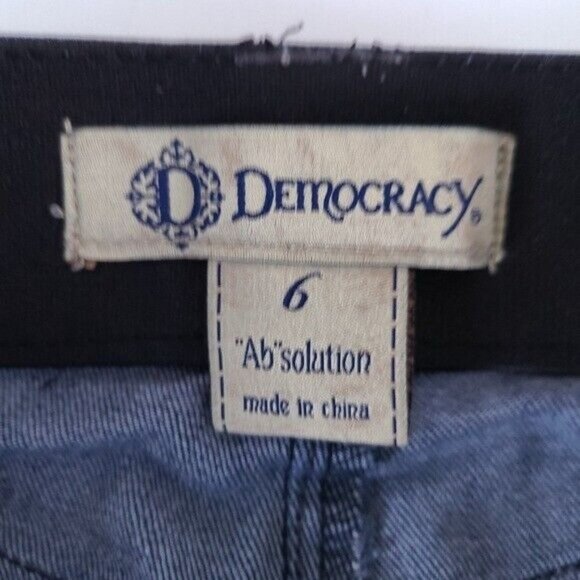 D DEMOCRACY®
6
"Ab"solution
made in china